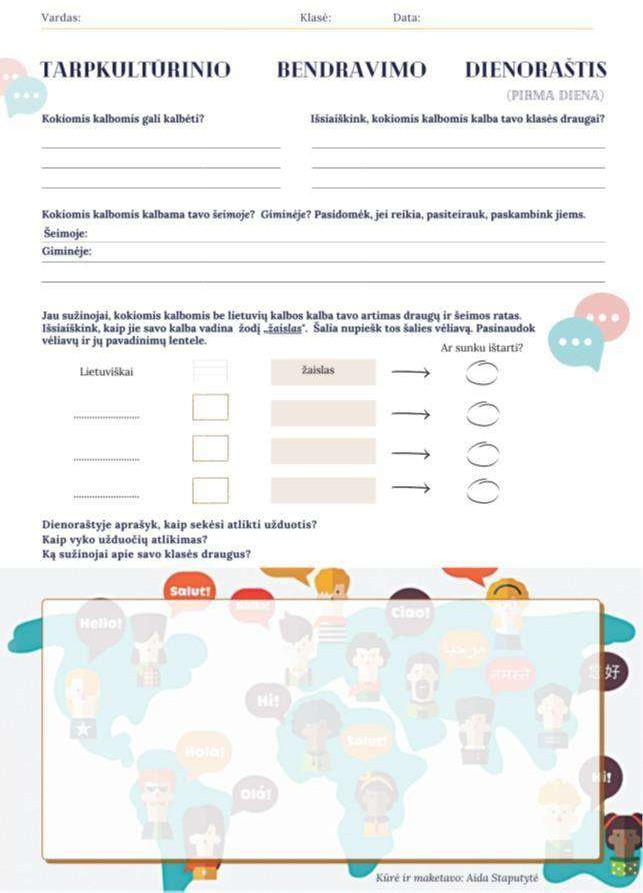 Vardas: Klasė: Data:
TARPKULTŪRINIO BENDRAVIMO DIENORAŠTIS
(PIRMA DIENA)
Kokiomis kalbomis gali kalbėti? Išsiaiškink, kokiomis kalbomis kalba tavo klasės draugai?
Kokiomis kalbomis kalbama tavo šeimoje? Giminėje? Pasidomėk, jei reikia, pasiteirauk, paskambink jiems.
Šeimoje:
Giminėje:
Jau sužinojai, kokiomis kalbomis be lietuvių kalbos kalba tavo artimas draugų ir šeimos ratas.
Išsiaiškink, kaip jie savo kalba vadina žodį „žaislas". Šalia nupiešk tos šalies vėliavą. Pasinaudok
vėliavų ir jų pavadinimų lentele.
Ar sunku ištarti?
Lietuviškai žaislas
Dienoraštyje aprašyk, kaip sekėsi atlikti užduotis?
Kaip vyko užduočių atlikimas?
Ką sužinojai apie savo klasės draugus?
Salut!
Hello!
Ciao!
مرحبا
नमस्ते
您好
Hi!
Hola!
Salut!
Hi!
Olá!
Kūrė ir maketavo: Aida Staputytė